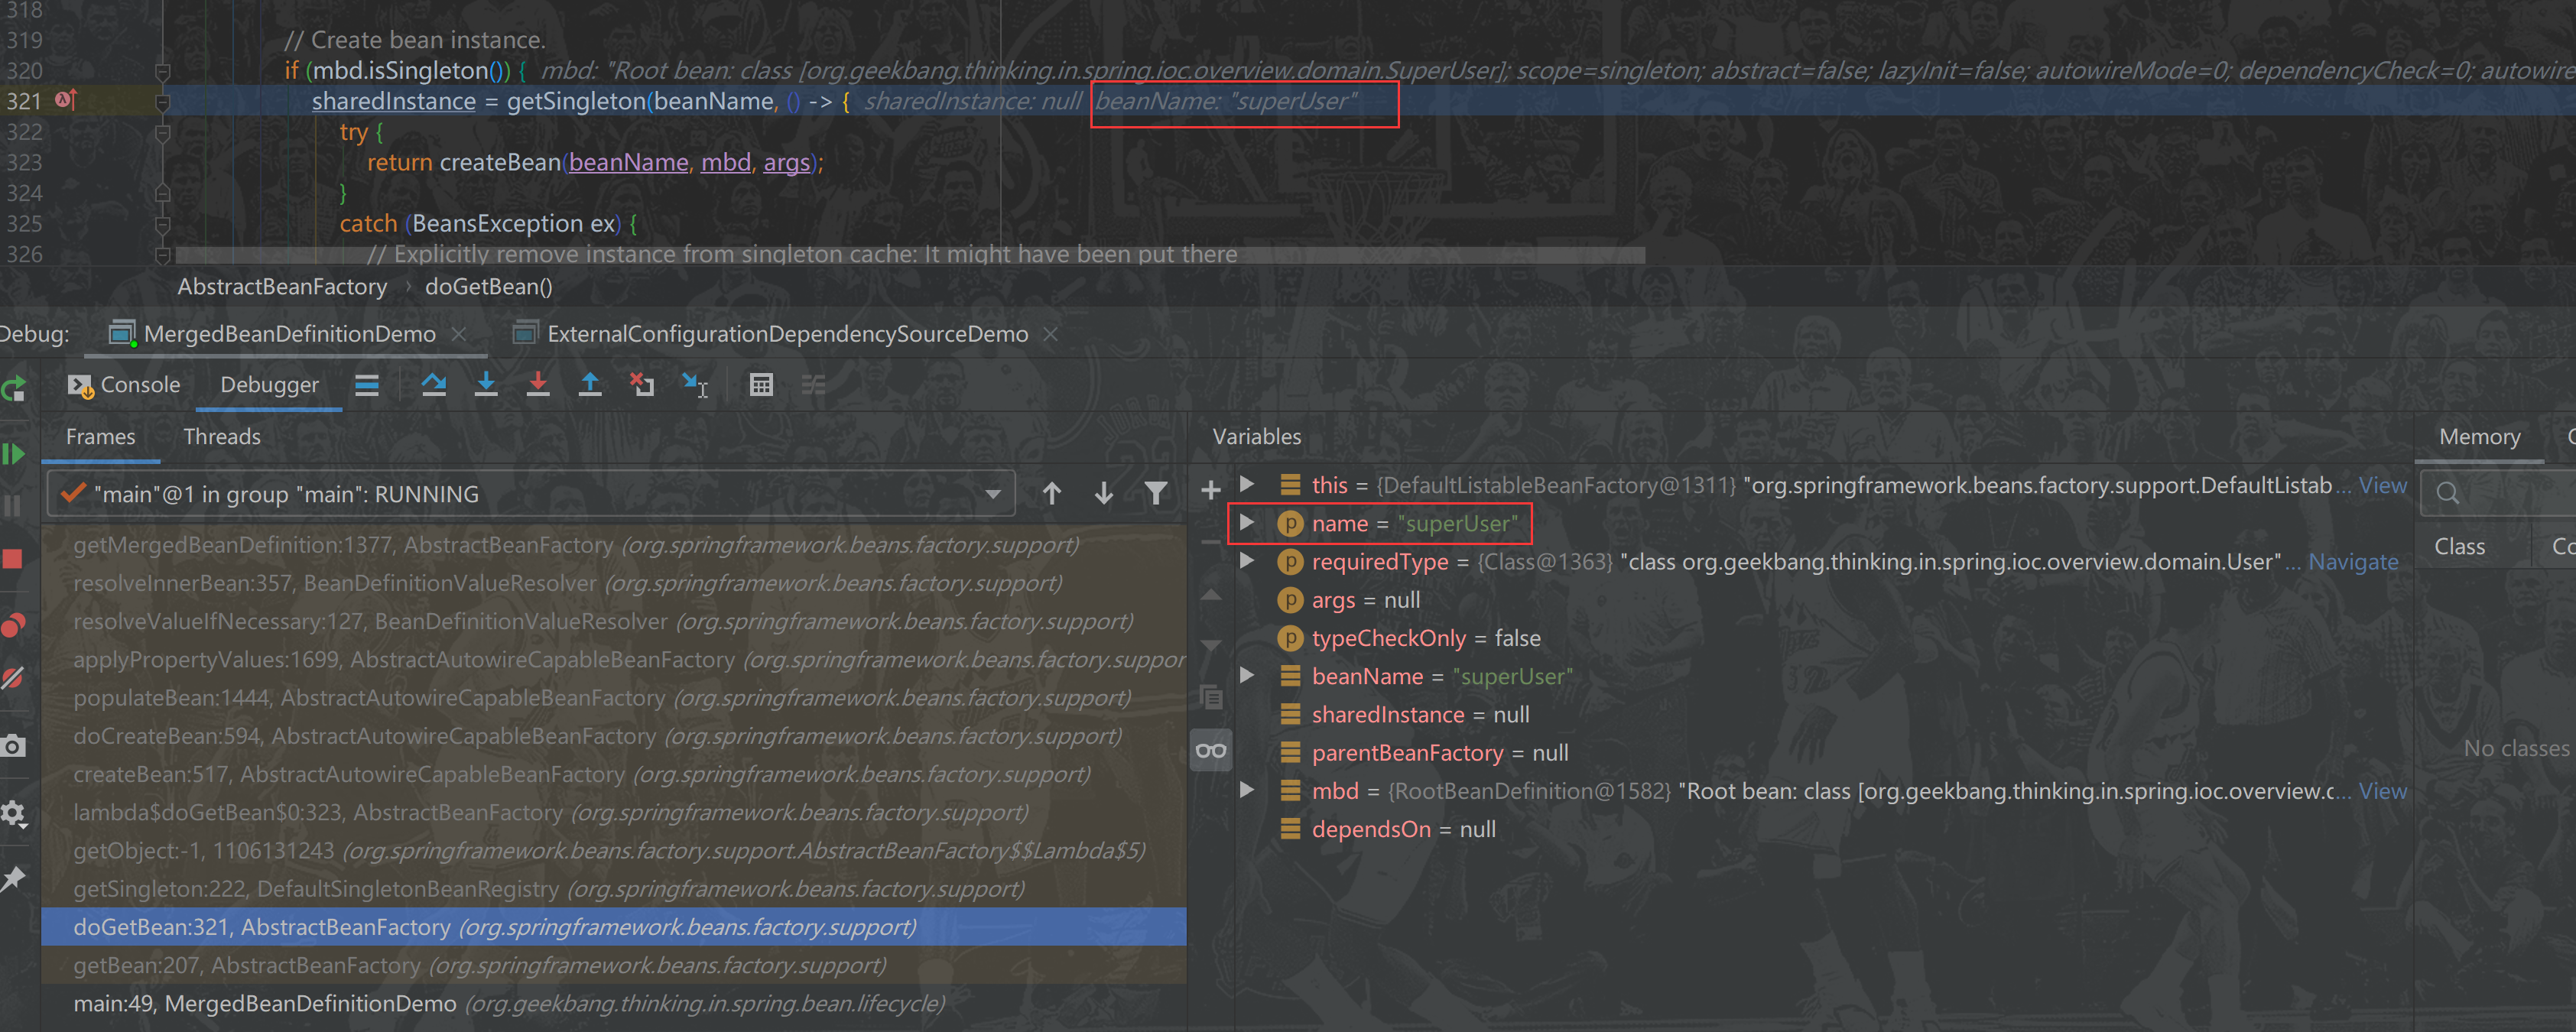 318
319 // Create bean instance.
320 if (mbd.isSingleton()) { mbd: "Root bean: class [org.geekbang.thinking.in.spring.ioc.overview.domain.SuperUser]; scope=singleton; abstract=false; lazyInit=false; autowireMode=0; dependencyCheck=0; autowire
321 sharedInstance = getSingleton(beanName, () -> { sharedInstance: null beanName: "superUser"
322 try {
323 return createBean(beanName, mbd, args);
324 }
325 catch (BeansException ex) {
326 // Explicitly remove instance from singleton cache: It might have been put there
AbstractBeanFactory › doGetBean()
Debug: MergedBeanDefinitionDemo ExternalConfigurationDependencySourceDemo
Console Debugger
Frames Threads
"main"@1 in group "main": RUNNING
getMergedBeanDefinition:1377, AbstractBeanFactory (org.springframework.beans.factory.support)
resolveInnerBean:357, BeanDefinitionValueResolver (org.springframework.beans.factory.support)
resolveValueIfNecessary:127, BeanDefinitionValueResolver (org.springframework.beans.factory.support)
applyPropertyValues:1699, AbstractAutowireCapableBeanFactory (org.springframework.beans.factory.suppor
populateBean:1444, AbstractAutowireCapableBeanFactory (org.springframework.beans.factory.support)
doCreateBean:594, AbstractAutowireCapableBeanFactory (org.springframework.beans.factory.support)
createBean:517, AbstractAutowireCapableBeanFactory (org.springframework.beans.factory.support)
lambda$doGetBean$0:323, AbstractBeanFactory (org.springframework.beans.factory.support)
getObject:-1, 1106131243 (org.springframework.beans.factory.support.AbstractBeanFactory$$Lambda$5)
getSingleton:222, DefaultSingletonBeanRegistry (org.springframework.beans.factory.support)
doGetBean:321, AbstractBeanFactory (org.springframework.beans.factory.support)
getBean:207, AbstractBeanFactory (org.springframework.beans.factory.support)
main:49, MergedBeanDefinitionDemo (org.geekbang.thinking.in.spring.bean.lifecycle)
Variables
this = {DefaultListableBeanFactory@1311} "org.springframework.beans.factory.support.DefaultListab... View
name = "superUser"
requiredType = {Class@1363} "class org.geekbang.thinking.in.spring.ioc.overview.domain.User"... Navigate
args = null
typeCheckOnly = false
beanName = "superUser"
sharedInstance = null
parentBeanFactory = null
mbd = {RootBeanDefinition@1582} "Root bean: class [org.geekbang.thinking.in.spring.ioc.overview.c... View
dependsOn = null
Memory
Class Co
No classes